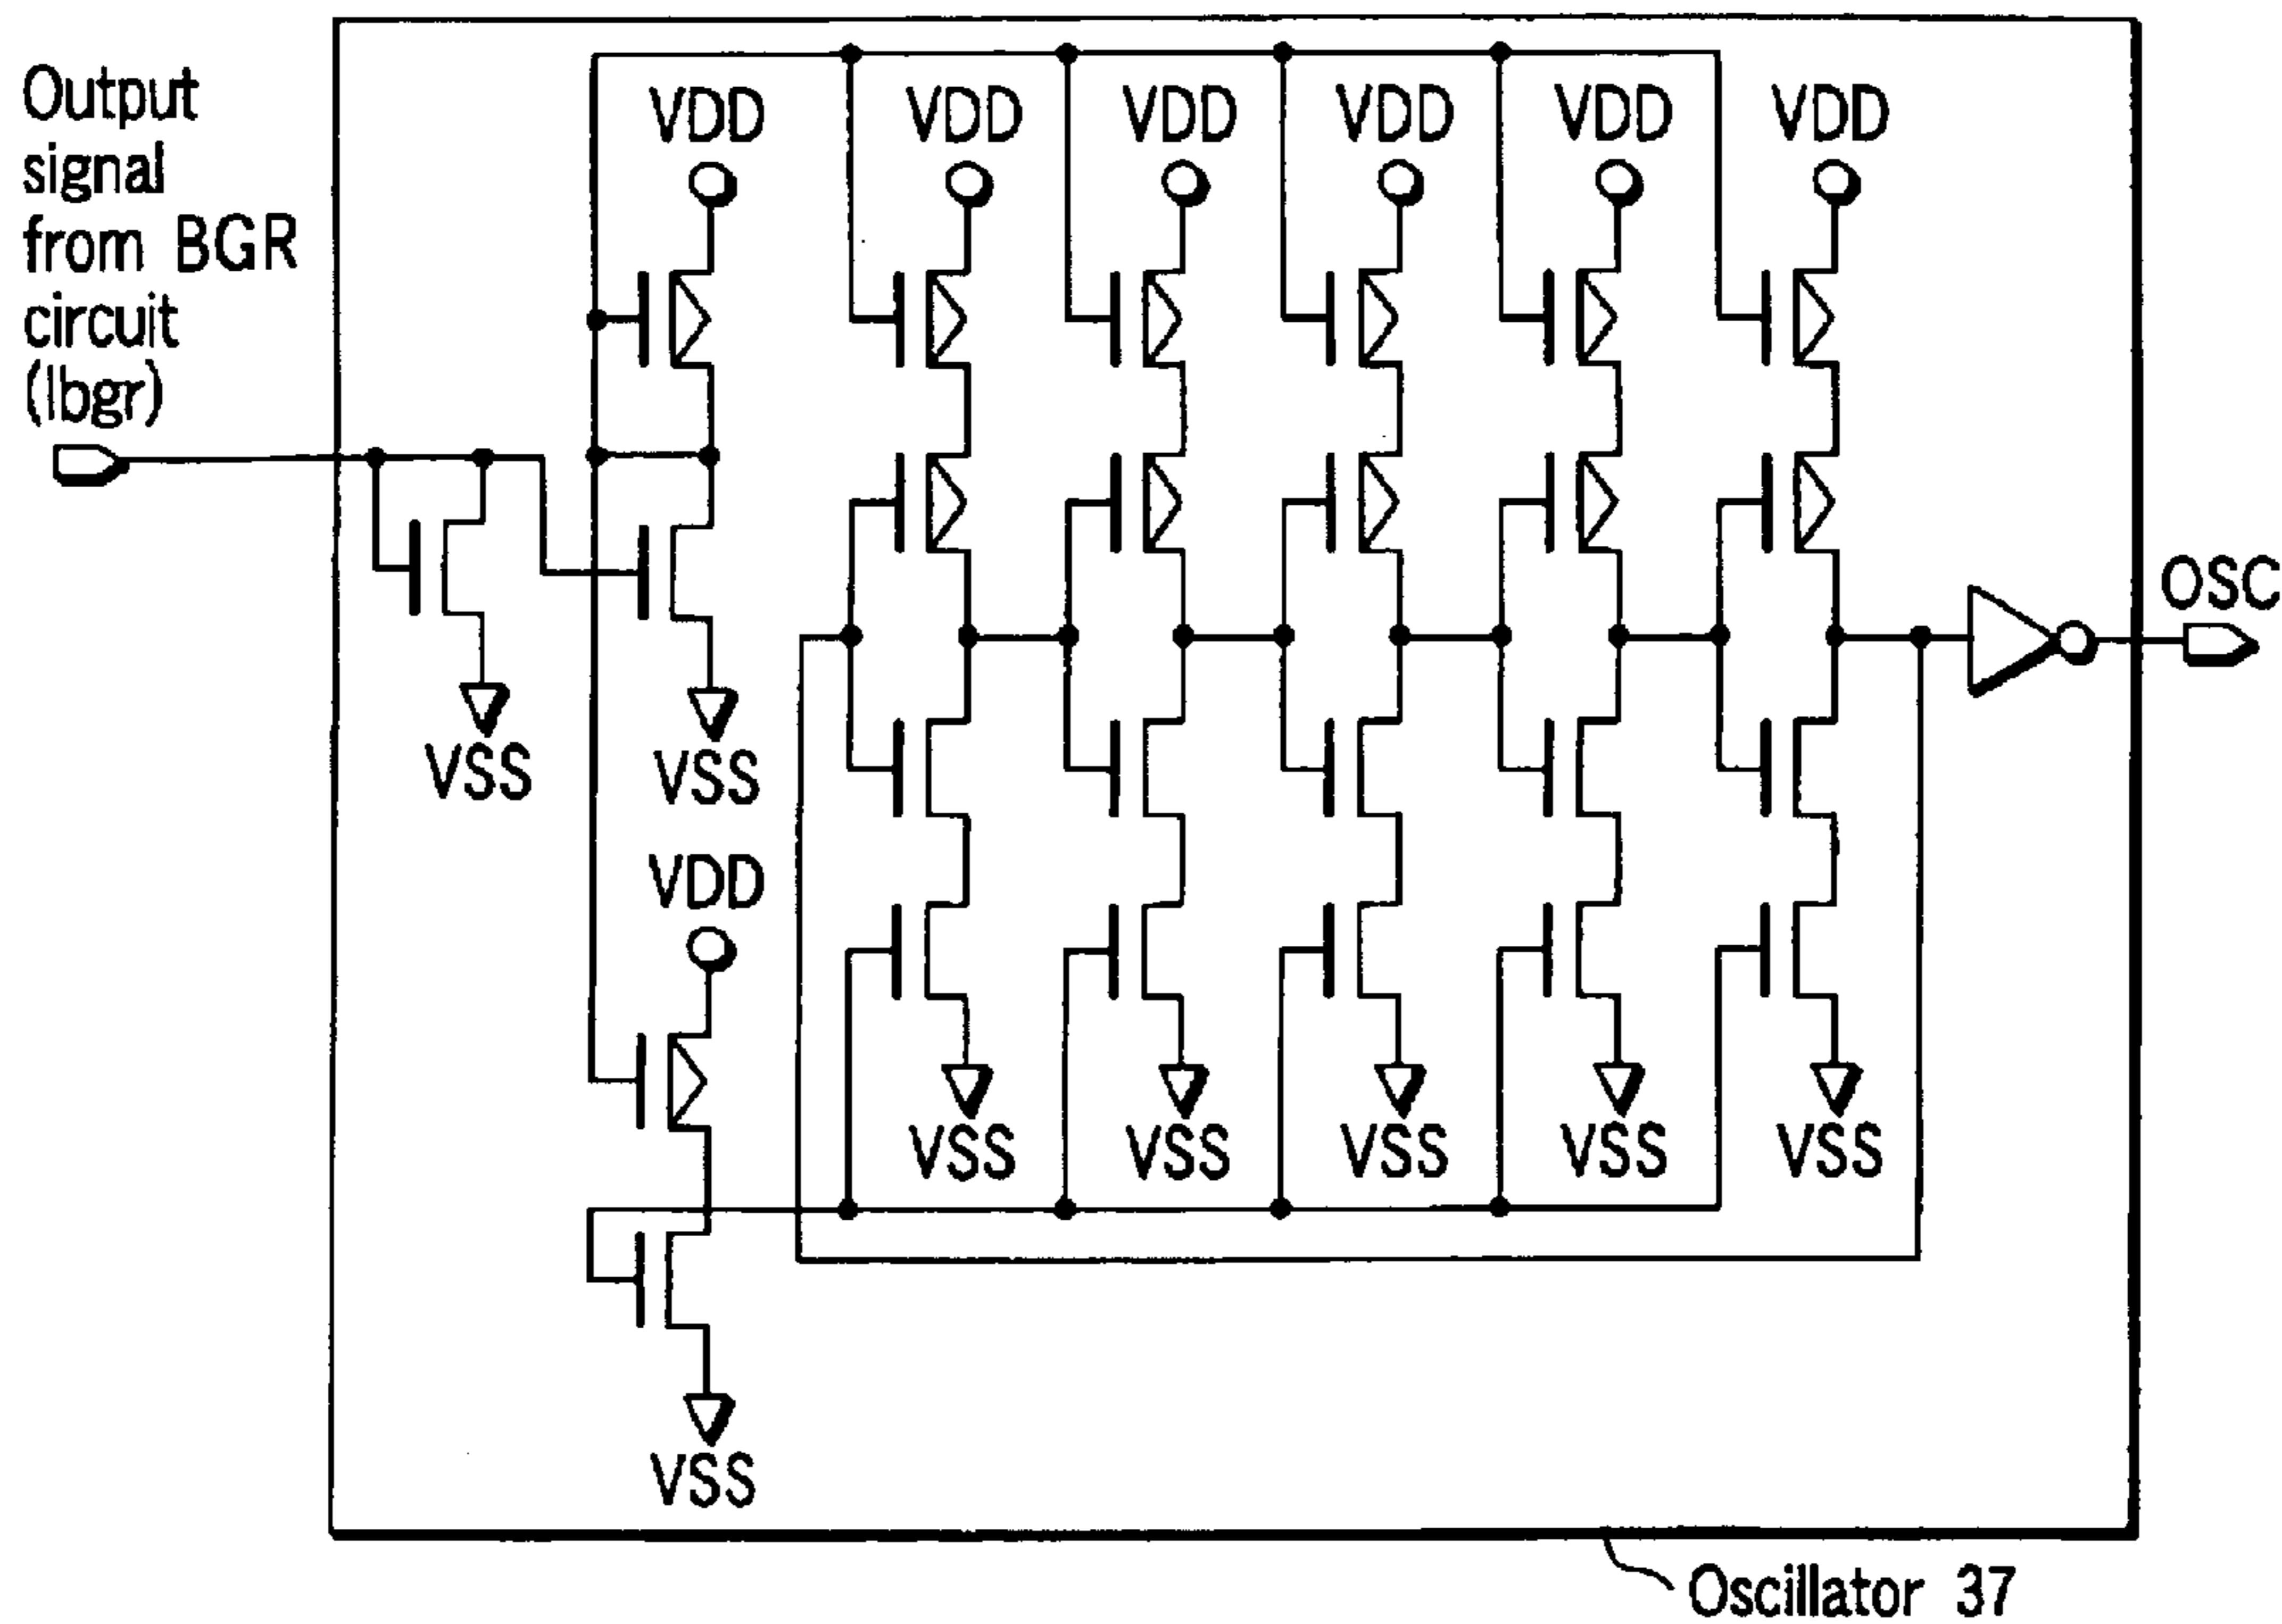 Output
signal
from BGR
circuit
(Ibgr)
VDD
VDD
VDD
VDD
VDD
VDD
OSC
VSS
VSS
VDD
VSS
VSS
VSS
VSS
VSS
VSS
Oscillator 37